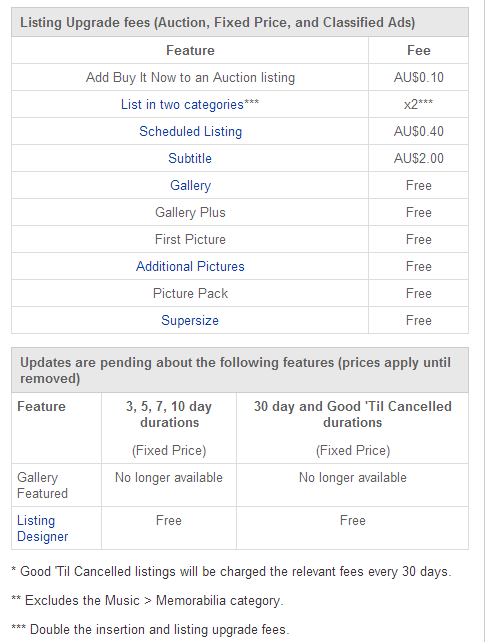 Listing Upgrade fees (Auction, Fixed Price, and Classified Ads)
Feature Fee
Add Buy It Now to an Auction listing AU$0.10
List in two categories*** x2***
Scheduled Listing AU$0.40
Subtitle AU$2.00
Gallery Free
Gallery Plus Free
First Picture Free
Additional Pictures Free
Picture Pack Free
Supersize Free
Updates are pending about the following features (prices apply until
removed)
Feature 3, 5, 7, 10 day 30 day and Good 'Til Cancelled
durations durations
(Fixed Price) (Fixed Price)
Gallery No longer available No longer available
Featured
Listing Free Free
Designer
* Good 'Til Cancelled listings will be charged the relevant fees every 30 days.
** Excludes the Music > Memorabilia category.
*** Double the insertion and listing upgrade fees.